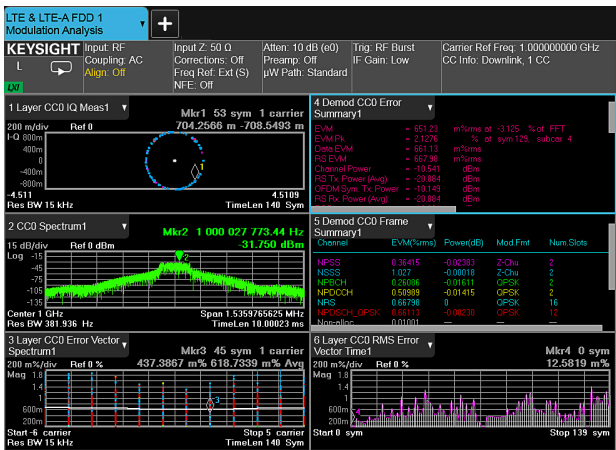 LTE & LTE-A FDD 1
Modulation Analysis
KEYSIGHT
L
LXI
Input: RF
Coupling: AC
Align: Off
Input Z: 50 Ω
Corrections: Off
Freq Ref: Ext (S)
NFE: Off
Atten: 10 dB (e0)
Preamp: Off
µW Path: Standard
Trig: RF Burst
IF Gain: Low
Carrier Ref Freq: 1.000000000 GHz
CC Info: Downlink, 1 CC
1 Layer CC0 IQ Meas1
Mkr1 53 sym 1 carrier
200 m/div Ref 0 704.2566 m -708.5493 m
I-Q 800m
400m
0
-400m
-800m
1
-4.511 4.5109
Res BW 15 kHz TimeLen 140 Sym
2 CC0 Spectrum1
Mkr2 1 000 027 773.44 Hz
15 dB/div Ref 0 dBm -31.750 dBm
Log -15
-45
-75
-105
-135
2
Center 1 GHz Span 1.5359765625 MHz
Res BW 381.936 Hz TimeLen 10.00023 ms
3 Layer CC0 Error Vector Spectrum1
Mkr3 45 sym 1 carrier
200 m%/div Ref 0 % 437.3867 m% 618.7339 m% Avg
Mag 1.8
1.4
1
600m
200m
3
Start -6 carrier Stop 5 carrier
Res BW 15 kHz TimeLen 140 Sym
4 Demod CC0 Error Summary1
EVM = 651.23 m%rms at -3.125 % of FFT
EVM Pk = 2.1276 % at sym 129, subcar 4
Data EVM = 661.13 m%rms
RS EVM = 667.98 m%rms
Channel Power = -10.541 dBm
RS Tx. Power (Avg) = -20.884 dBm
OFDM Sym. Tx. Power = -10.149 dBm
RS Rx. Power (Avg) = -20.884 dBm
5 Demod CC0 Frame Summary1
Channel EVM(%rms) Power(dB) Mod.Fmt Num.Slots
NPSS 0.36415 -0.02383 Z-Chu 2
NSSS 1.027 -0.00018 Z-Chu 2
NPBCH 0.26086 -0.01611 QPSK 2
NPDCCH 0.50989 -0.01415 QPSK 2
NRS 0.66798 0 QPSK 16
NPDSCH_QPSK 0.66113 -0.00230 QPSK 12
Non-alloc 0.01001 — — —
6 Layer CC0 RMS Error Vector Time1
Mkr4 0 sym
200 m%/div Ref 0 % 12.5819 m%
Mag 1.8
1.4
1
600m
200m
4
Start 0 sym Stop 139 sym